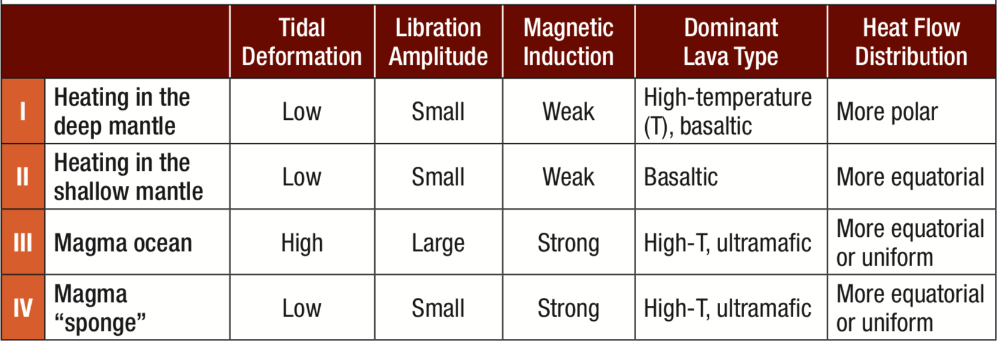 Tidal Deformation
Libration Amplitude
Magnetic Induction
Dominant Lava Type
Heat Flow Distribution
I
Heating in the
deep mantle
Low
Small
Weak
High-temperature
(T), basaltic
More polar
II
Heating in the
shallow mantle
Low
Small
Weak
Basaltic
More equatorial
III
Magma ocean
High
Large
Strong
High-T, ultramafic
More equatorial
or uniform
IV
Magma
“sponge”
Low
Small
Strong
High-T, ultramafic
More equatorial
or uniform